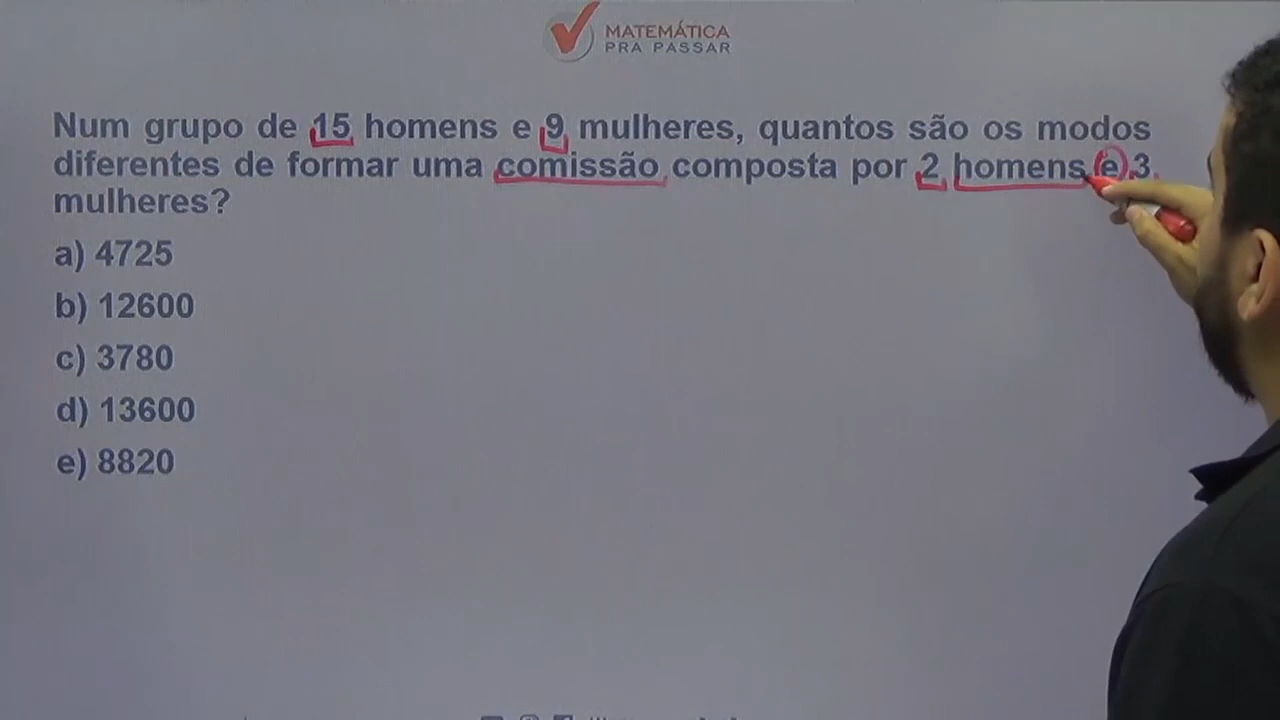 MATEMÁTICA
PRA PASSAR
Num grupo de 15 homens e 9 mulheres, quantos são os modos
diferentes de formar uma comissão composta por 2 homens e 3
mulheres?
a) 4725
b) 12600
c) 3780
d) 13600
e) 8820